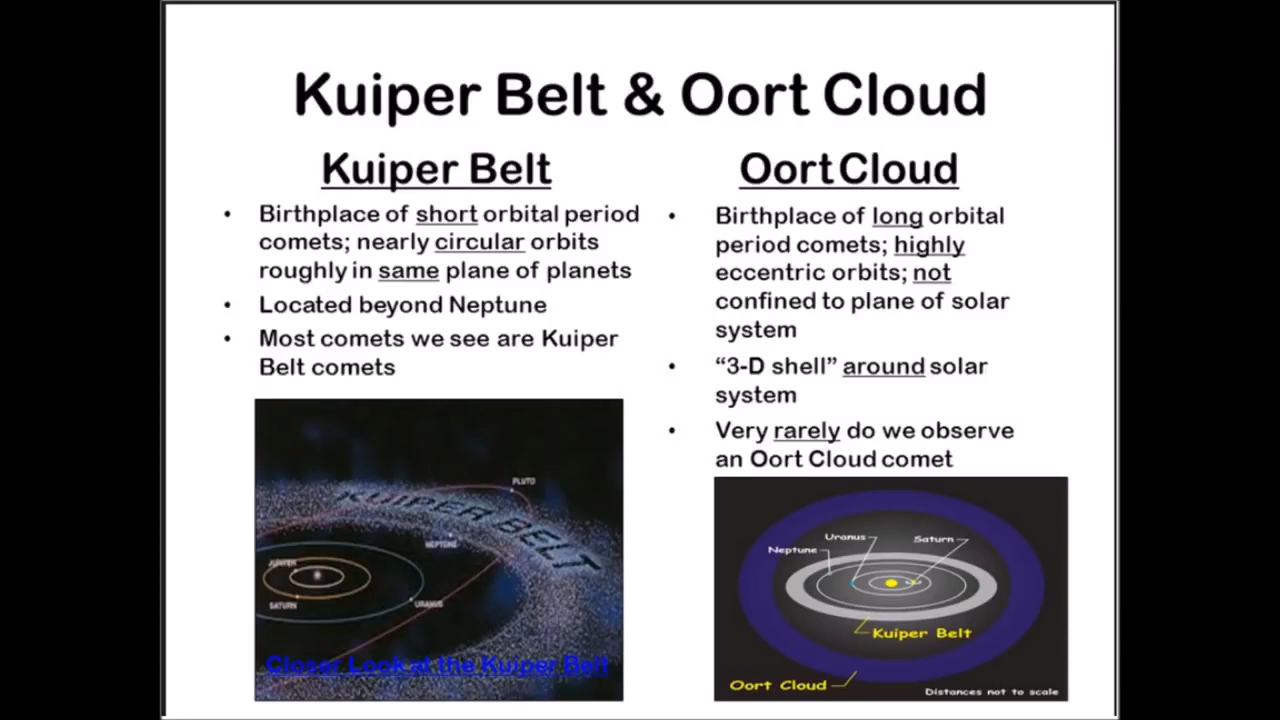 Kuiper Belt & Oort Cloud
Kuiper Belt
• Birthplace of short orbital period
comets; nearly circular orbits
roughly in same plane of planets
• Located beyond Neptune
• Most comets we see are Kuiper
Belt comets
PLUTO
KUIPER BELT
NEPTUNE
JUPITER
SATURN
URANUS
Closer Look at the Kuiper Belt
Oort Cloud
• Birthplace of long orbital
period comets; highly
eccentric orbits; not
confined to plane of solar
system
• “3-D shell” around solar
system
• Very rarely do we observe
an Oort Cloud comet
Uranus
Saturn
Neptune
Kuiper Belt
Oort Cloud
Distances not to scale